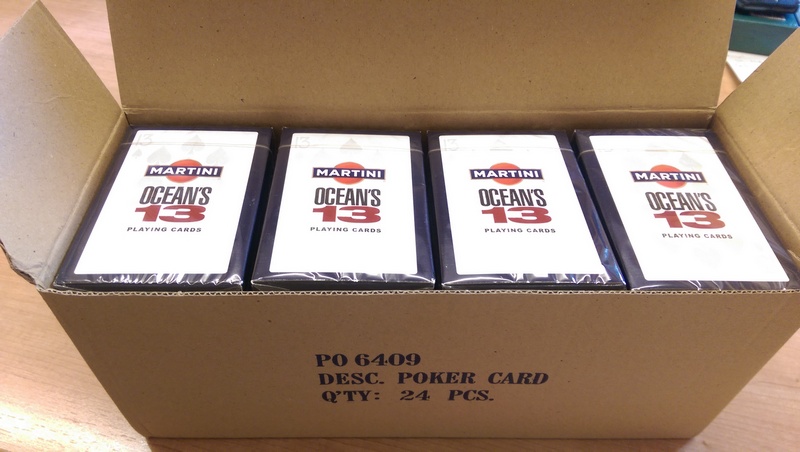 MARTINI
OCEAN'S
13
PLAYING CARDS
MARTINI
OCEAN'S
13
PLAYING CARDS
MARTINI
OCEAN'S
13
PLAYING CARDS
MARTINI
OCEAN'S
13
PLAYING CARDS
PO 6409
DESC. POKER CARD
Q'TY: 24 PCS.